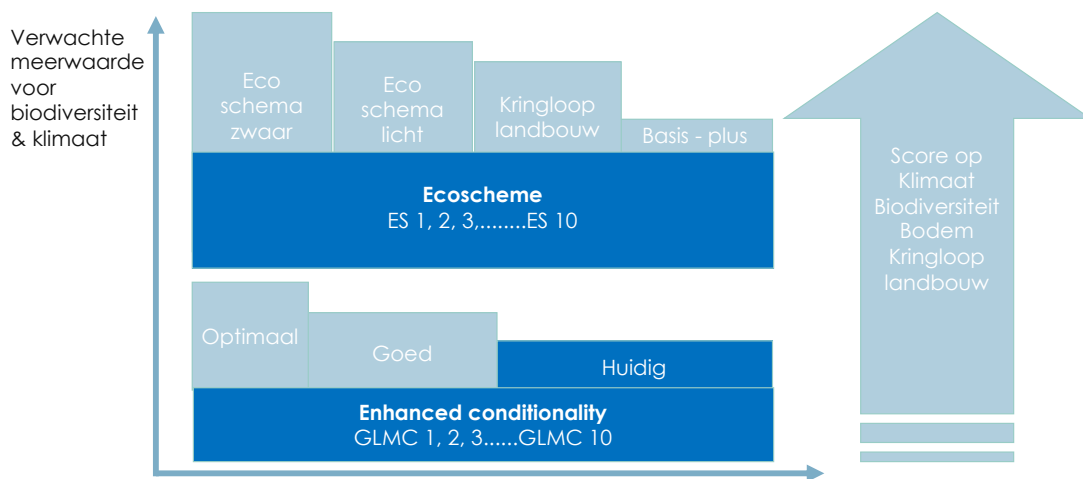 Verwachte
meerwaarde
voor
biodiversiteit
& klimaat
Eco
schema
zwaar
Eco
schema
licht
Kringloop
landbouw
Basis - plus
Ecoscheme
ES 1, 2, 3,........ES 10
Optimaal
Goed
Huidig
Enhanced conditionality
GLMC 1, 2, 3......GLMC 10
Score op
Klimaat
Biodiversiteit
Bodem
Kringloop
landbouw